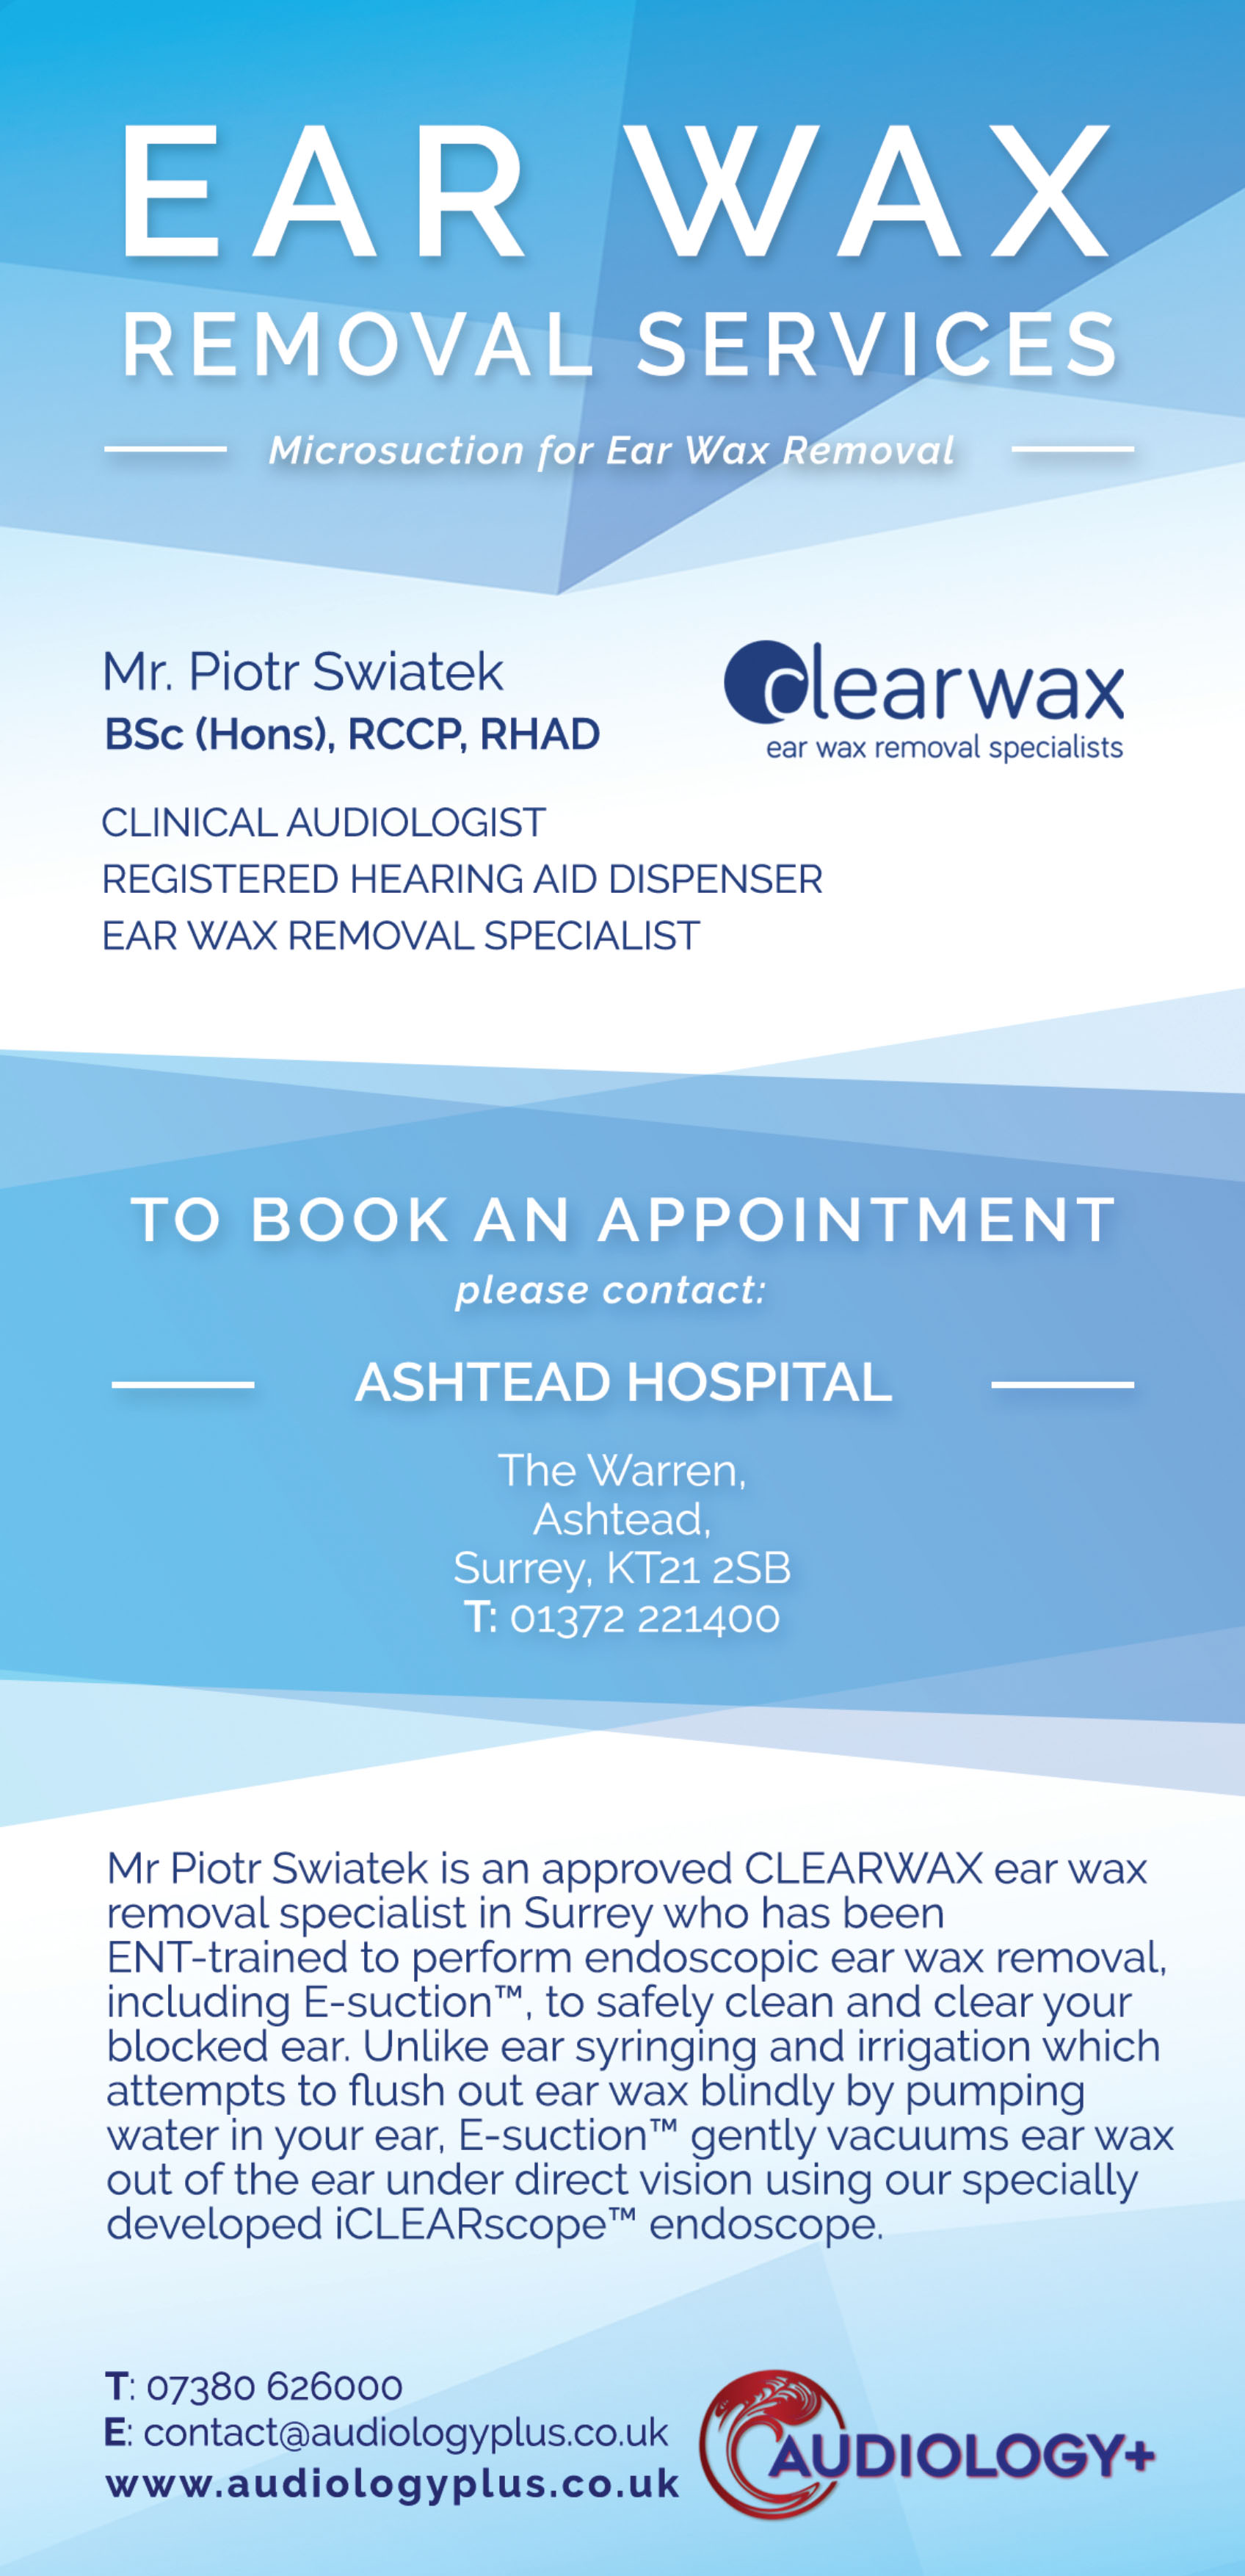 EAR WAX
REMOVAL SERVICES
Microsuction for Ear Wax Removal
Mr. Piotr Swiatek
BSc (Hons), RCCP, RHAD
clearwax
ear wax removal specialists
CLINICAL AUDIOLOGIST
REGISTERED HEARING AID DISPENSER
EAR WAX REMOVAL SPECIALIST
TO BOOK AN APPOINTMENT
please contact:
ASHTEAD HOSPITAL
The Warren,
Ashtead,
Surrey, KT21 2SB
T: 01372 221400
Mr Piotr Swiatek is an approved CLEARWAX ear wax
removal specialist in Surrey who has been
ENT-trained to perform endoscopic ear wax removal,
including E-suction™, to safely clean and clear your
blocked ear. Unlike ear syringing and irrigation which
attempts to flush out ear wax blindly by pumping
water in your ear, E-suction™ gently vacuums ear wax
out of the ear under direct vision using our specially
developed iCLEARscope™ endoscope.
T: 07380 626000
E: contact@audiologyplus.co.uk
www.audiologyplus.co.uk
AUDIOLOGY+